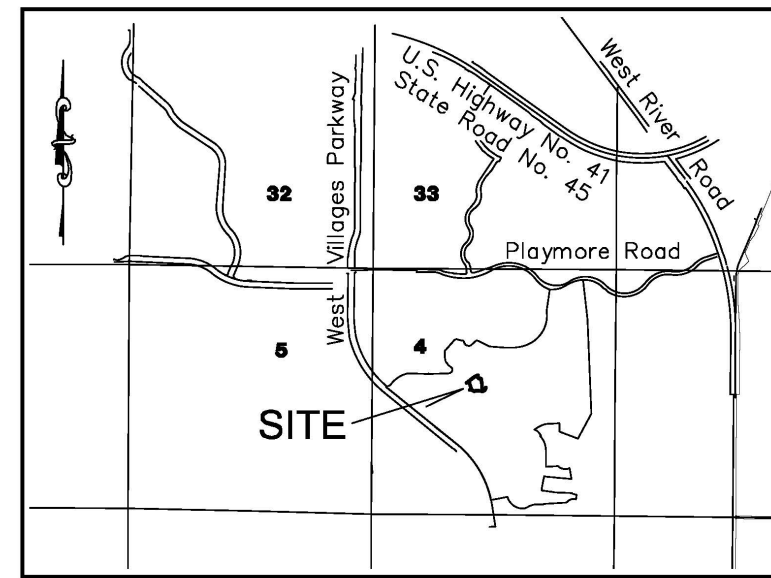 West River
Road
U.S. Highway No. 41
State Road No. 45
West Villages Parkway
32
33
Playmore Road
5
4
SITE